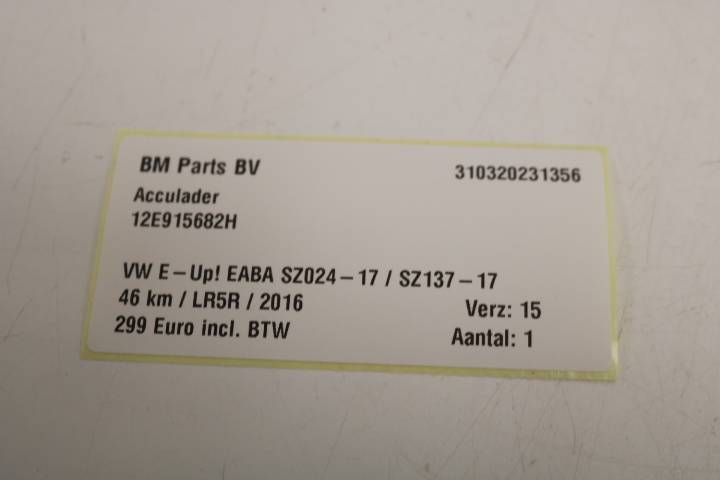 BM Parts BV 310320231356
Acculader
12E915682H
VW E-Up! EABA SZ024-17 / SZ137-17
46 km / LR5R / 2016 Verz: 15
299 Euro incl. BTW Aantal: 1